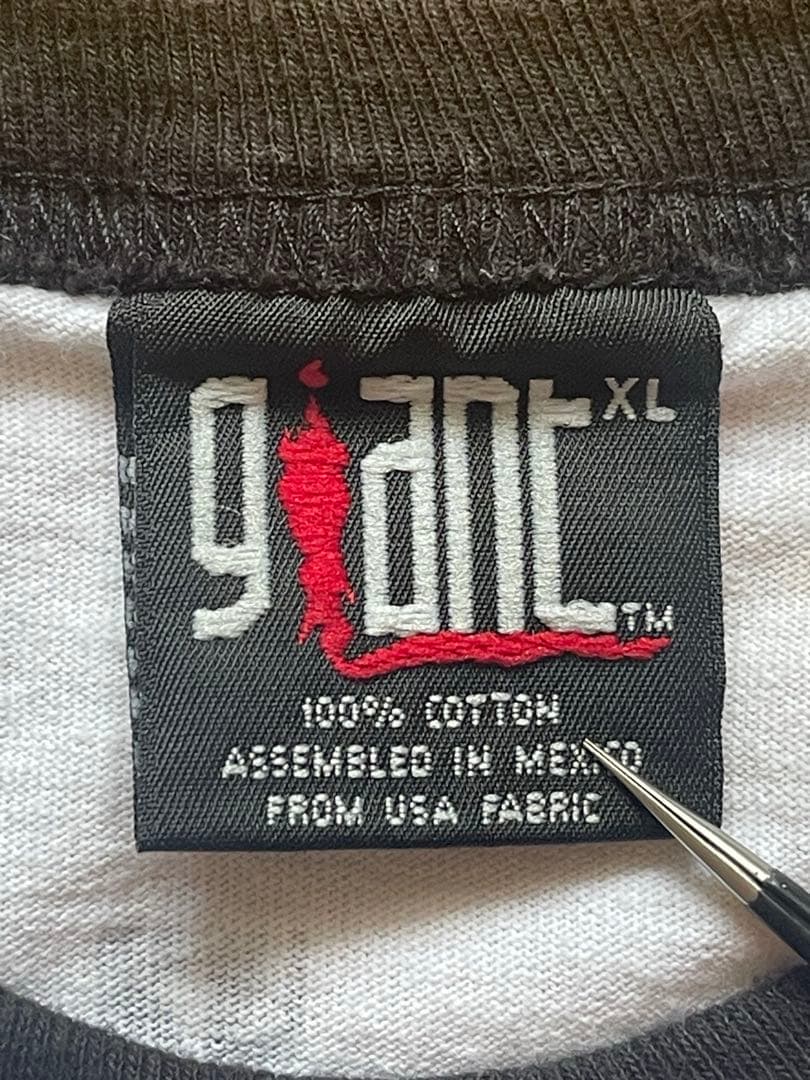 giant XL
TM
100% COTTON
ASSEMBLED IN MEXICO
FROM USA FABRIC